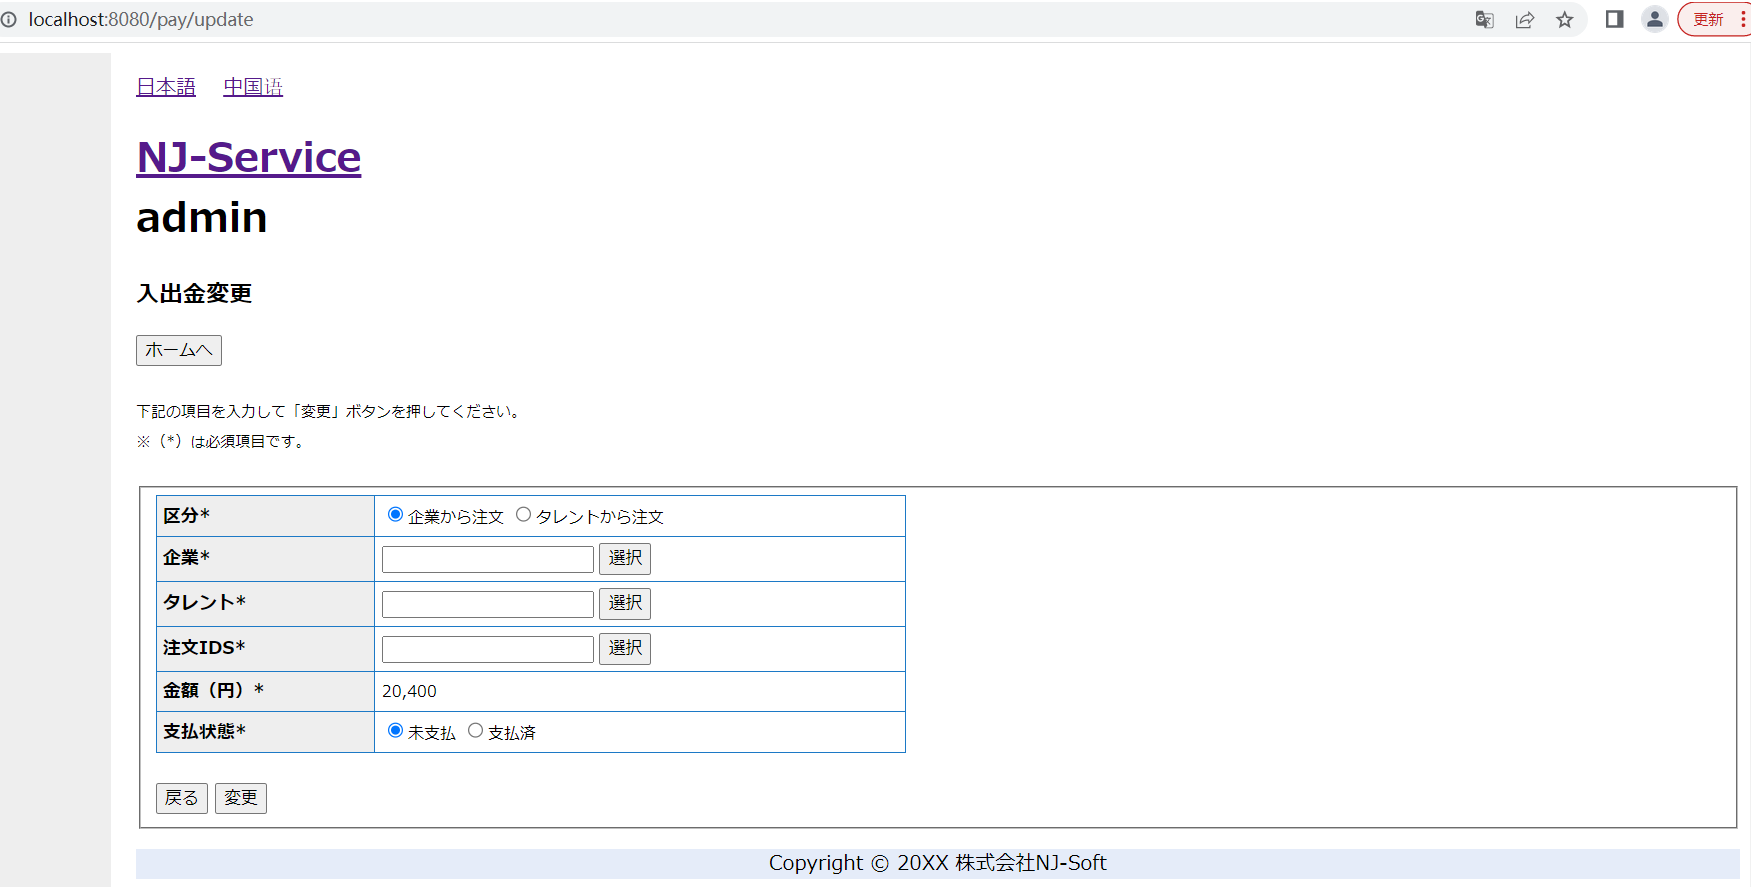 localhost:8080/pay/update
更新
日本語 中国语
NJ-Service
admin
入出金変更
ホームへ
下記の項目を入力して「変更」ボタンを押してください。
※（*）は必須項目です。
区分* 企業から注文 タレントから注文
企業* 選択
タレント* 選択
注文IDS* 選択
金額（円）* 20,400
支払状態* 未支払 支払済
戻る 変更
Copyright © 20XX 株式会社NJ-Soft